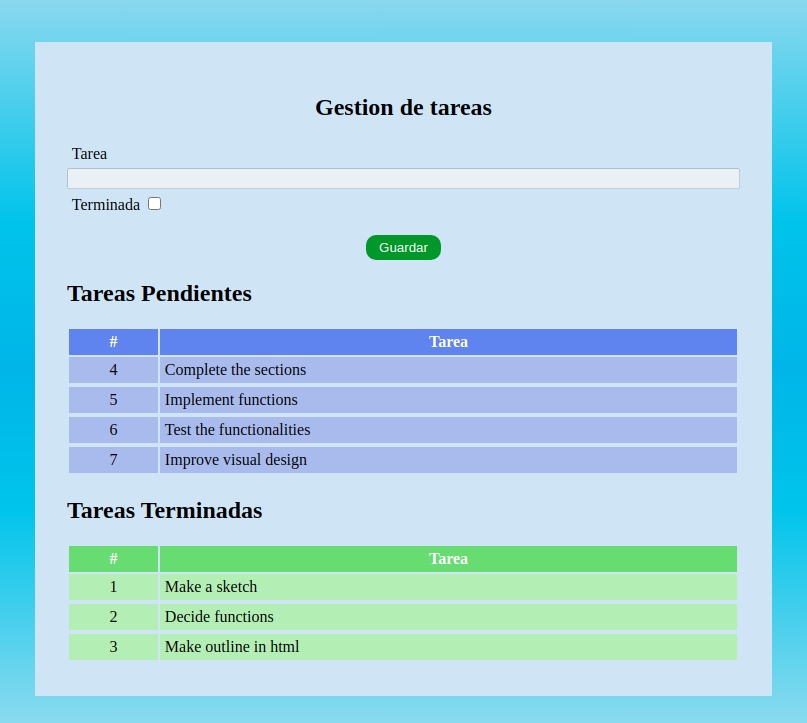 Gestion de tareas
Tarea
Terminada
Guardar
Tareas Pendientes
# Tarea
4 Complete the sections
5 Implement functions
6 Test the functionalities
7 Improve visual design
Tareas Terminadas
# Tarea
1 Make a sketch
2 Decide functions
3 Make outline in html